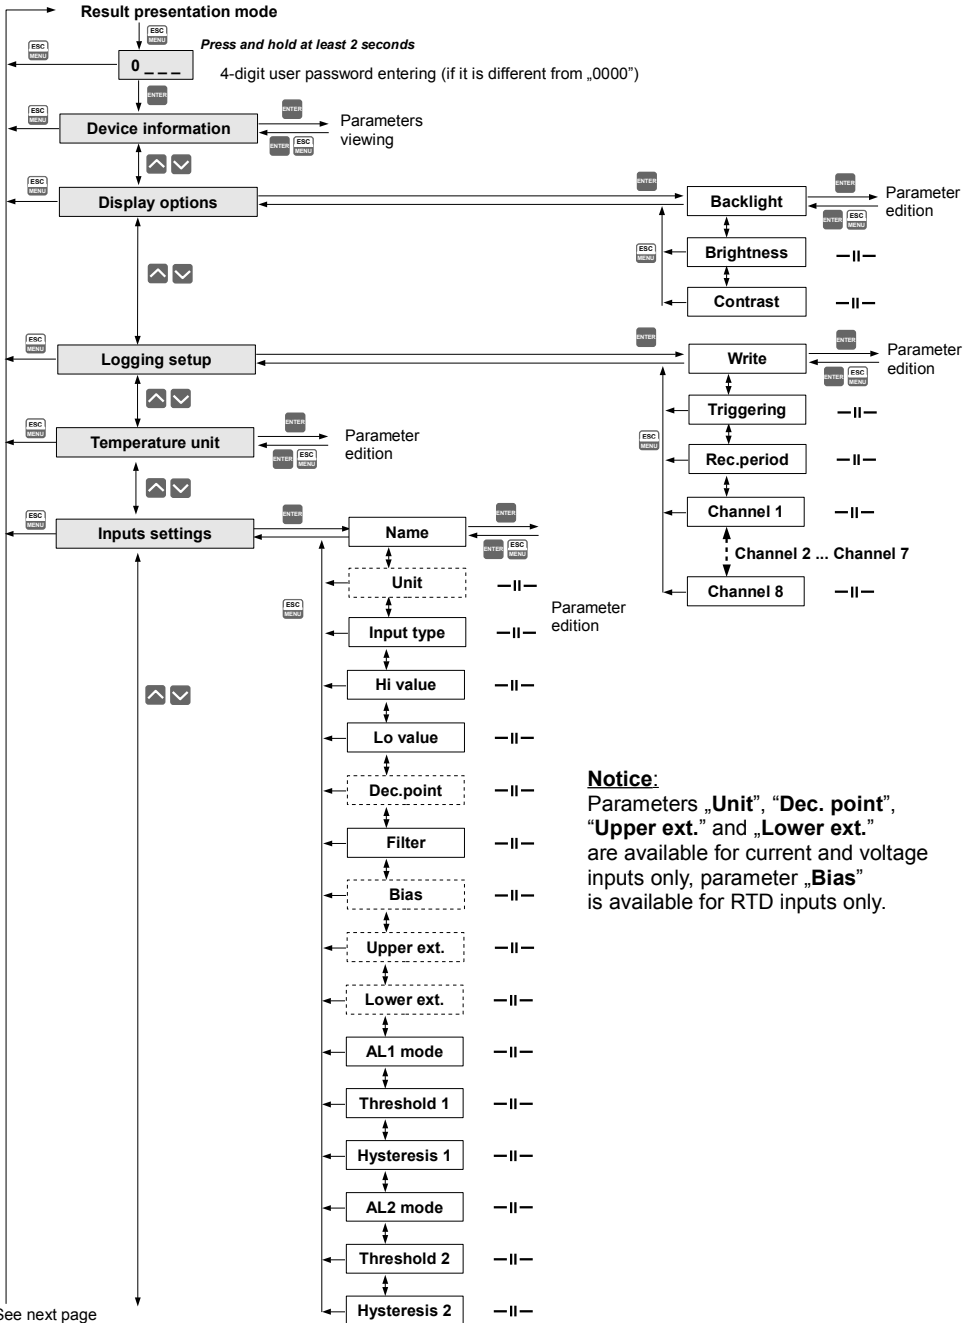 Result presentation mode
ESC
MENU
Press and hold at least 2 seconds
ESC
MENU
0 _ _ _
4-digit user password entering (if it is different from „0000”)
ENTER
ENTER
ESC
MENU
Device information
Parameters
viewing
ENTER
ESC
MENU
ESC
MENU
Display options
ENTER
Backlight
ENTER
Parameter
edition
ENTER
ESC
MENU
ESC
MENU
Brightness
—II—
Contrast
—II—
ESC
MENU
Logging setup
ENTER
Write
ENTER
Parameter
edition
ENTER
ESC
MENU
Triggering
—II—
ESC
MENU
Temperature unit
ENTER
Parameter
edition
ENTER
ESC
MENU
ESC
MENU
Rec.period
—II—
Channel 1
—II—
Channel 2 ... Channel 7
Channel 8
—II—
ESC
MENU
Inputs settings
ENTER
Name
ENTER
ENTER
ESC
MENU
Parameter
edition
ESC
MENU
Unit
—II—
Input type
—II—
Hi value
—II—
Lo value
—II—
Dec.point
—II—
Filter
—II—
Bias
—II—
Upper ext.
—II—
Lower ext.
—II—
AL1 mode
—II—
Threshold 1
—II—
Hysteresis 1
—II—
AL2 mode
—II—
Threshold 2
—II—
Hysteresis 2
—II—
Notice:
Parameters „Unit”, “Dec. point”,
“Upper ext.” and „Lower ext.”
are available for current and voltage
inputs only, parameter „Bias”
is available for RTD inputs only.
See next page